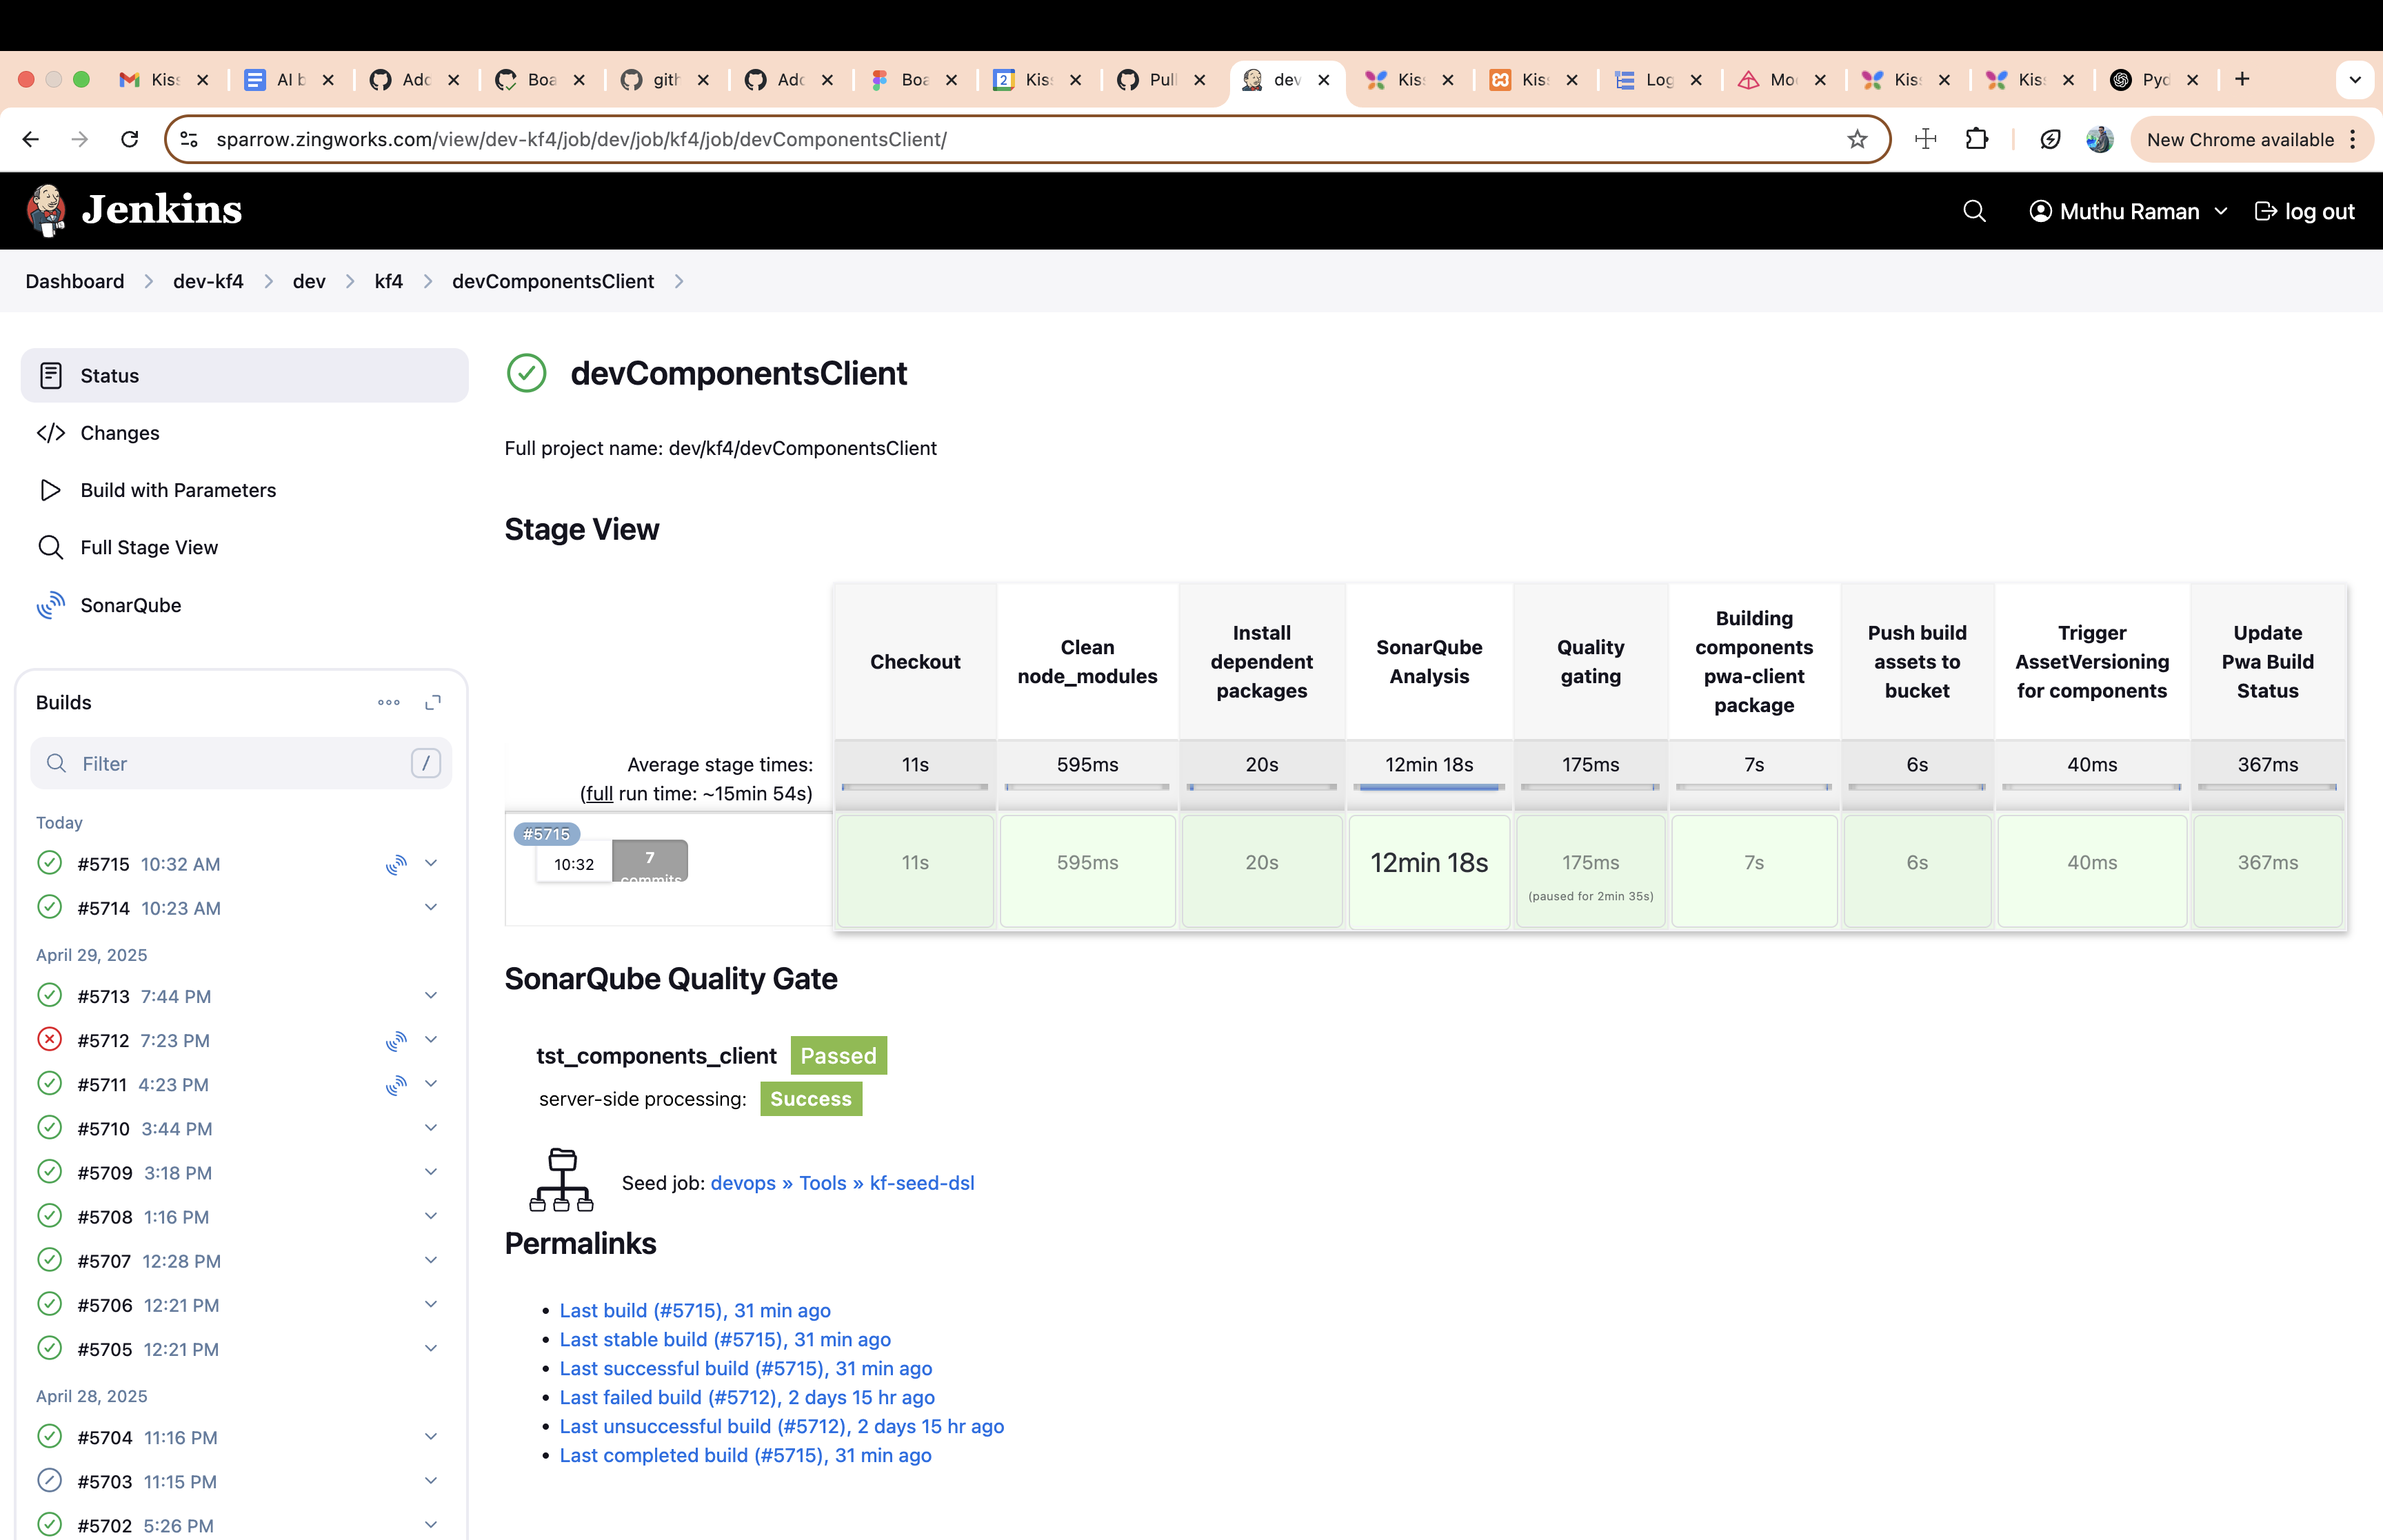 Kiss
AI b
Add
Boa
gith
Add
Boa
2
Kiss
Pull
dev
Kiss
Kiss
Log
Mod
Kiss
Kiss
Pyd
sparrow.zingworks.com/view/dev-kf4/job/dev/job/kf4/job/devComponentsClient/
New Chrome available
Jenkins
Muthu Raman
log out
Dashboard
dev-kf4
dev
kf4
devComponentsClient
Status
Changes
Build with Parameters
Full Stage View
SonarQube
Builds
Filter
/
Today
#5715 10:32 AM
#5714 10:23 AM
April 29, 2025
#5713 7:44 PM
#5712 7:23 PM
#5711 4:23 PM
#5710 3:44 PM
#5709 3:18 PM
#5708 1:16 PM
#5707 12:28 PM
#5706 12:21 PM
#5705 12:21 PM
April 28, 2025
#5704 11:16 PM
#5703 11:15 PM
#5702 5:26 PM
devComponentsClient
Full project name: dev/kf4/devComponentsClient
Stage View
Checkout
Clean
node_modules
Install
dependent
packages
SonarQube
Analysis
Quality
gating
Building
components
pwa-client
package
Push build
assets to
bucket
Trigger
AssetVersioning
for components
Update
Pwa Build
Status
Average stage times:
(full run time: ~15min 54s)
11s
595ms
20s
12min 18s
175ms
7s
6s
40ms
367ms
#5715
10:32
7
commits
11s
595ms
20s
12min 18s
175ms
(paused for 2min 35s)
7s
6s
40ms
367ms
SonarQube Quality Gate
tst_components_client Passed
server-side processing: Success
Seed job: devops » Tools » kf-seed-dsl
Permalinks
• Last build (#5715), 31 min ago
• Last stable build (#5715), 31 min ago
• Last successful build (#5715), 31 min ago
• Last failed build (#5712), 2 days 15 hr ago
• Last unsuccessful build (#5712), 2 days 15 hr ago
• Last completed build (#5715), 31 min ago